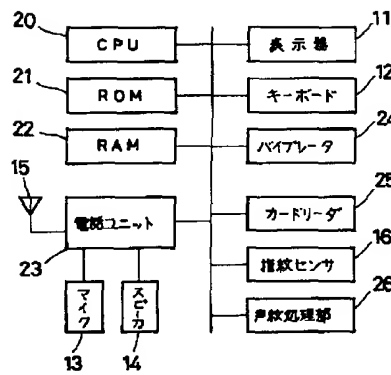 20 CPU
11 表示器
21 ROM
12 キーボード
22 RAM
24 バイブレータ
15
電話ユニット
23
25 カードリーダ
16 指紋センサ
26 声紋処理部
マイク
13
スピーカ
14